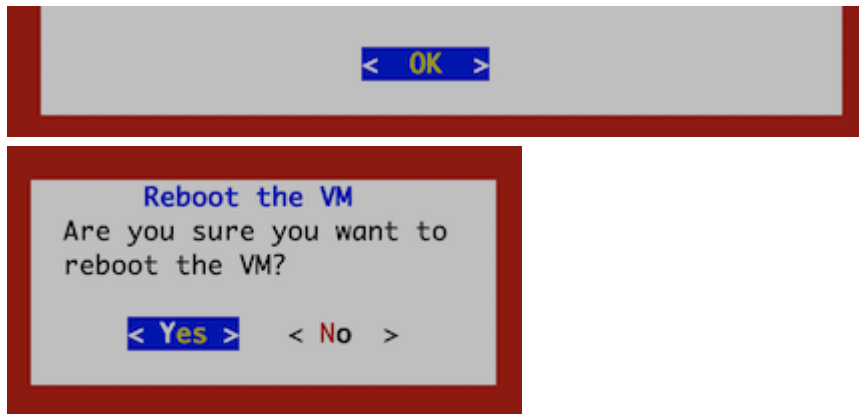 < OK >
Reboot the VM
Are you sure you want to
reboot the VM?
< Yes > < No >